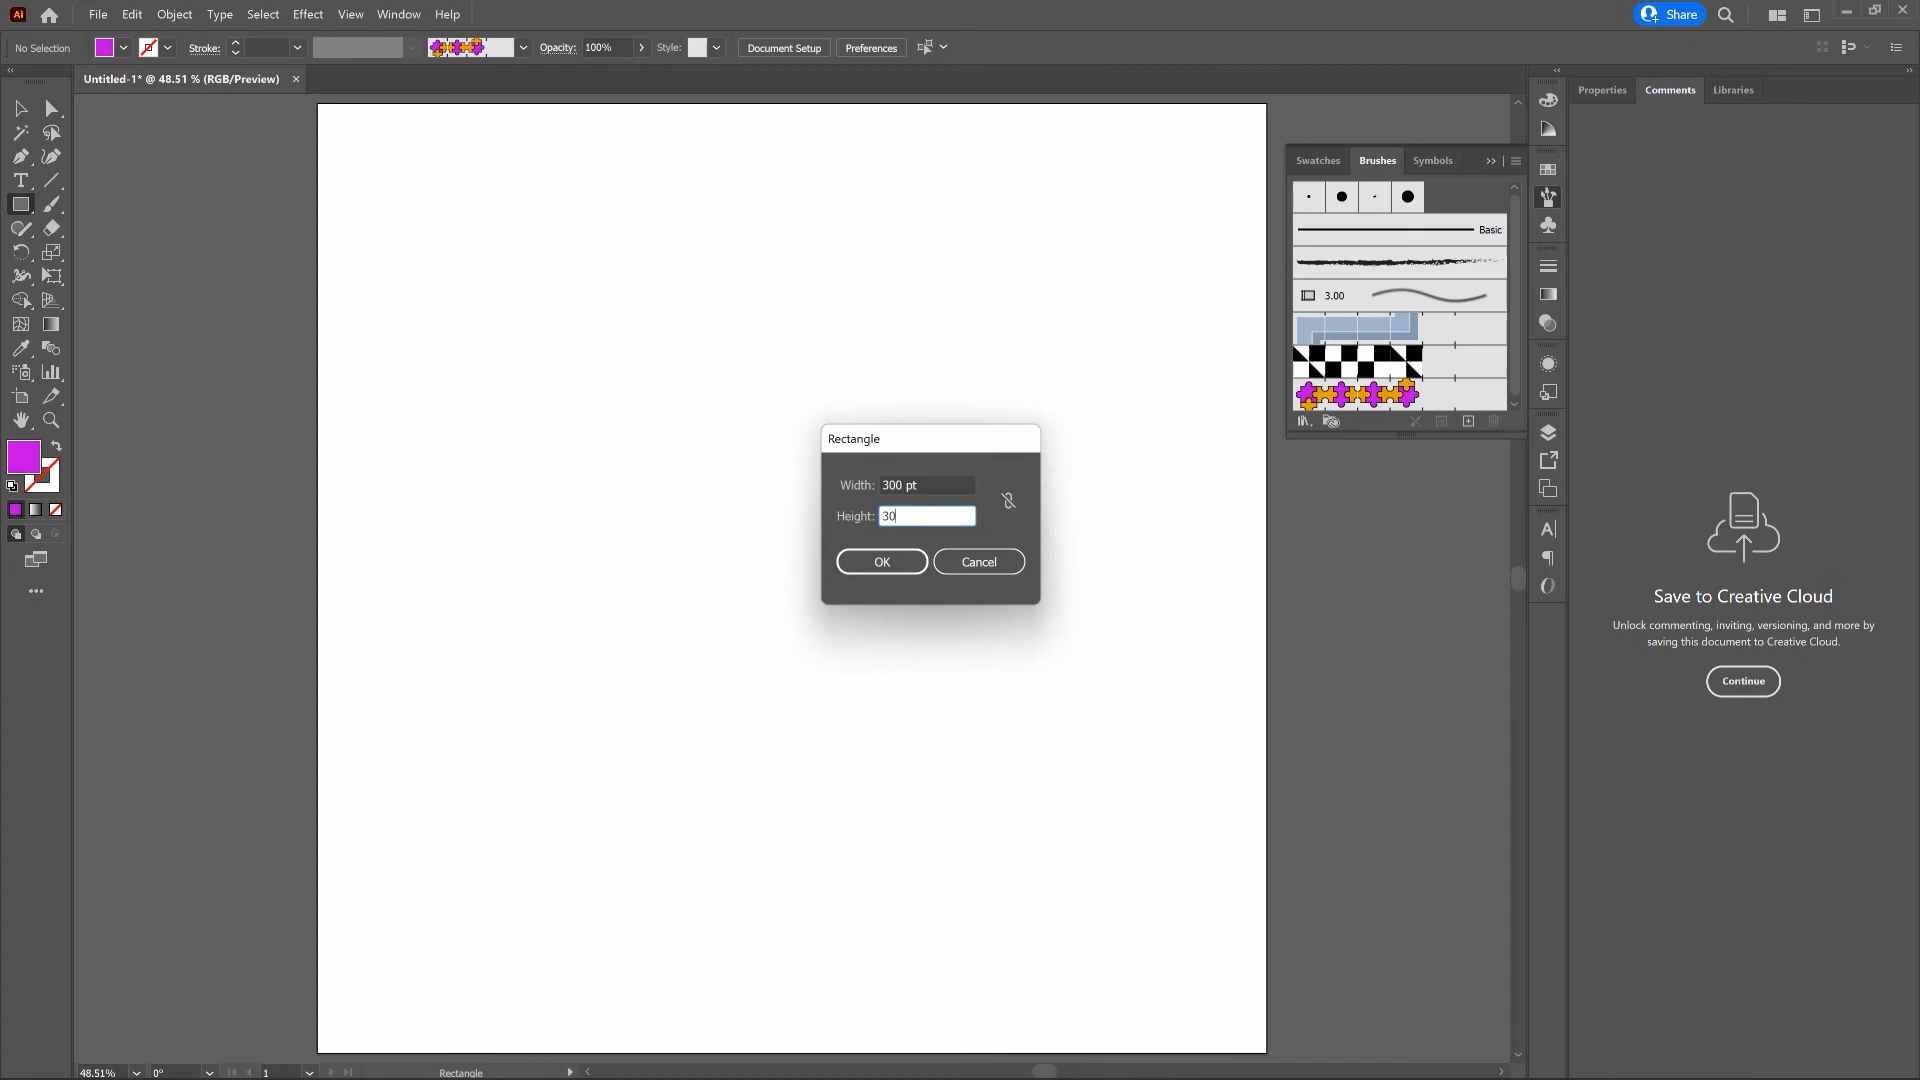 Ai File Edit Object Type Select Effect View Window Help Share
No Selection Stroke: Opacity: 100% Style: Document Setup Preferences
Untitled-1* @ 48.51 % (RGB/Preview) ×
Properties Comments Libraries
Swatches Brushes Symbols
Basic
3.00
Rectangle
Width: 300 pt
Height: 30
OK Cancel
Save to Creative Cloud
Unlock commenting, inviting, versioning, and more by
saving this document to Creative Cloud.
Continue
48.51% 0° 1 Rectangle